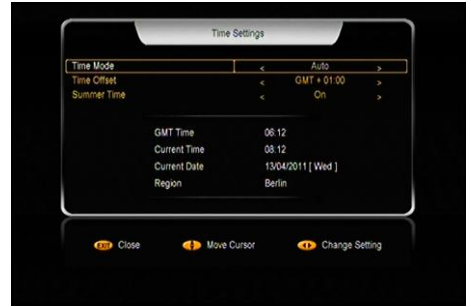 Time Settings
Time Mode < Auto >
Time Offset < GMT + 01:00 >
Summer Time < On >
GMT Time 06:12
Current Time 08:12
Current Date 13/04/2011 [ Wed ]
Region Berlin
EXIT Close Move Cursor Change Setting